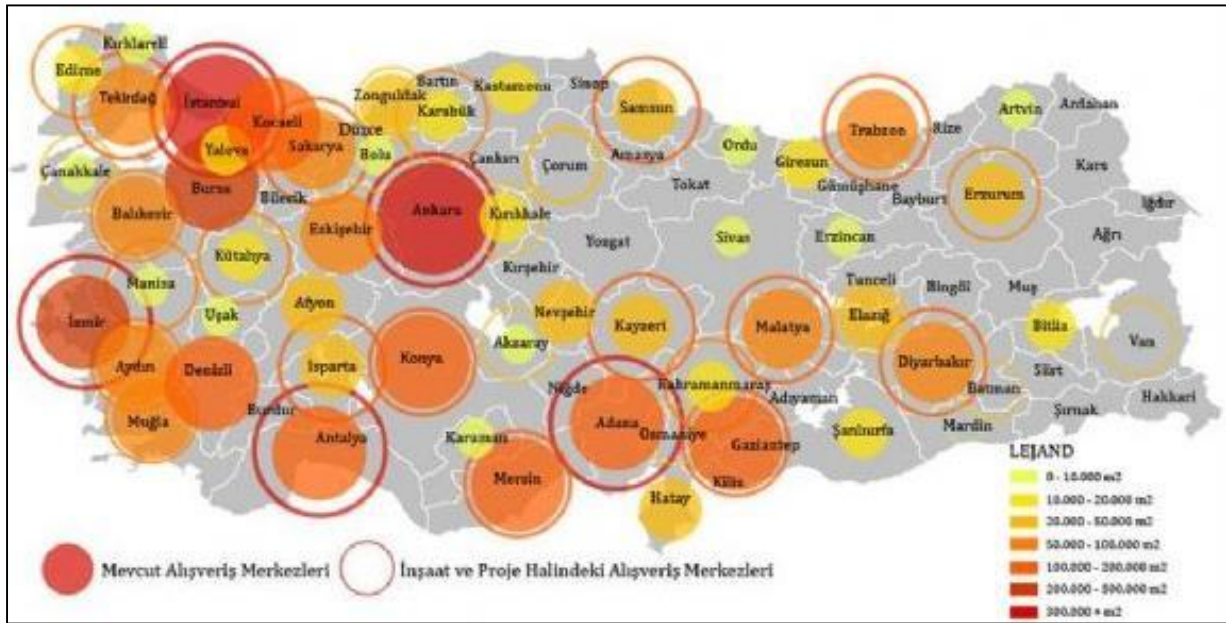 Kırklareli
Edirne
Tekirdağ
İstanbul
Kocaeli
Yalova
Sakarya
Düzce
Zonguldak
Bartın
Karabük
Kastamonu
Sinop
Samsun
Bolu
Çankırı
Çorum
Amasya
Ordu
Tokat
Giresun
Gümüşhane
Trabzon
Rize
Bayburt
Artvin
Ardahan
Kars
Erzurum
Iğdır
Ağrı
Çanakkale
Balıkesir
Bursa
Bilecik
Eskişehir
Ankara
Kırıkkale
Yozgat
Sivas
Erzincan
Kütahya
Kırşehir
Tunceli
Bingöl
Muş
Manisa
Uşak
Afyon
Nevşehir
Kayseri
Malatya
Elazığ
Bitlis
Van
İzmir
Aydın
Denizli
Isparta
Konya
Aksaray
Niğde
Kahramanmaraş
Adıyaman
Diyarbakır
Batman
Siirt
Hakkari
Şırnak
Mardin
Muğla
Burdur
Antalya
Karaman
Mersin
Adana
Osmaniye
Gaziantep
Kilis
Hatay
Şanlıurfa
LEJAND
0 - 10.000 m2
10.000 - 20.000 m2
20.000 - 50.000 m2
50.000 - 100.000 m2
100.000 - 200.000 m2
200.000 - 300.000 m2
300.000 + m2
Mevcut Alışveriş Merkezleri
İnşaat ve Proje Halindeki Alışveriş Merkezleri